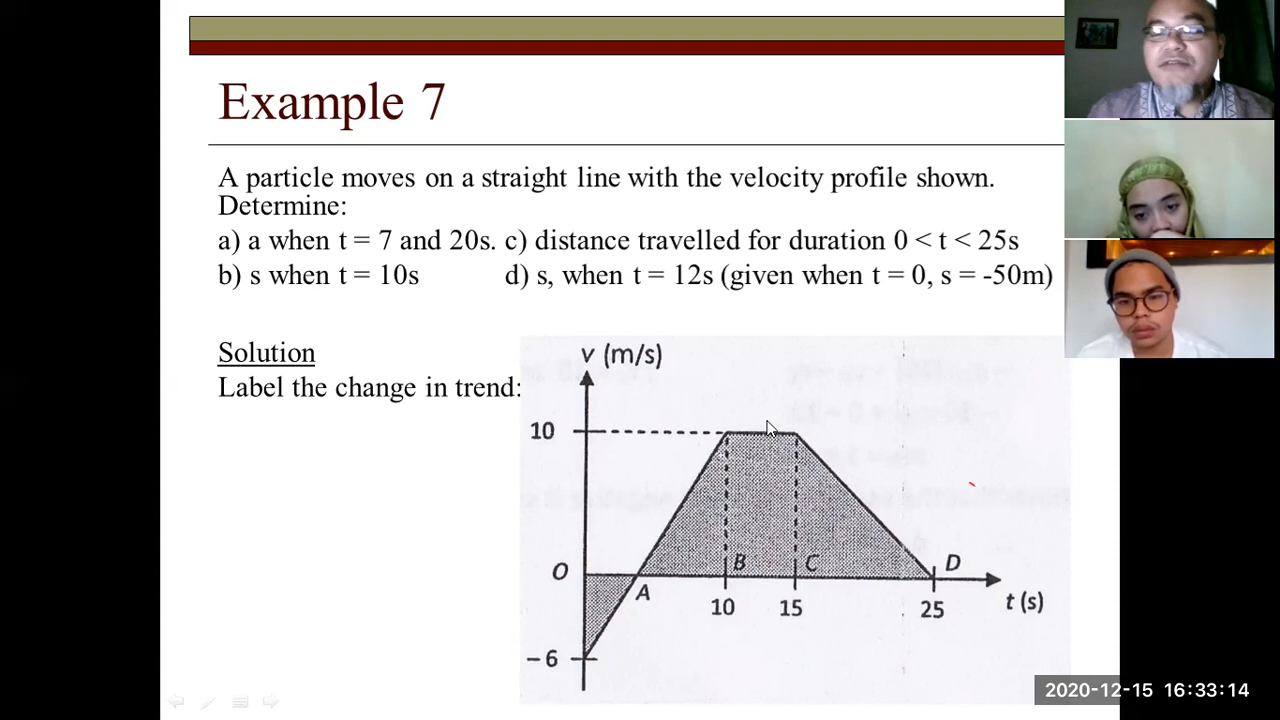 Example 7
A particle moves on a straight line with the velocity profile shown.
Determine:
a) a when t = 7 and 20s. c) distance travelled for duration 0 < t < 25s
b) s when t = 10s d) s, when t = 12s (given when t = 0, s = -50m)
Solution
Label the change in trend:
v (m/s)
10
O
A
B
C
D
10
15
25
t (s)
-6
2020-12-15 16:33:14